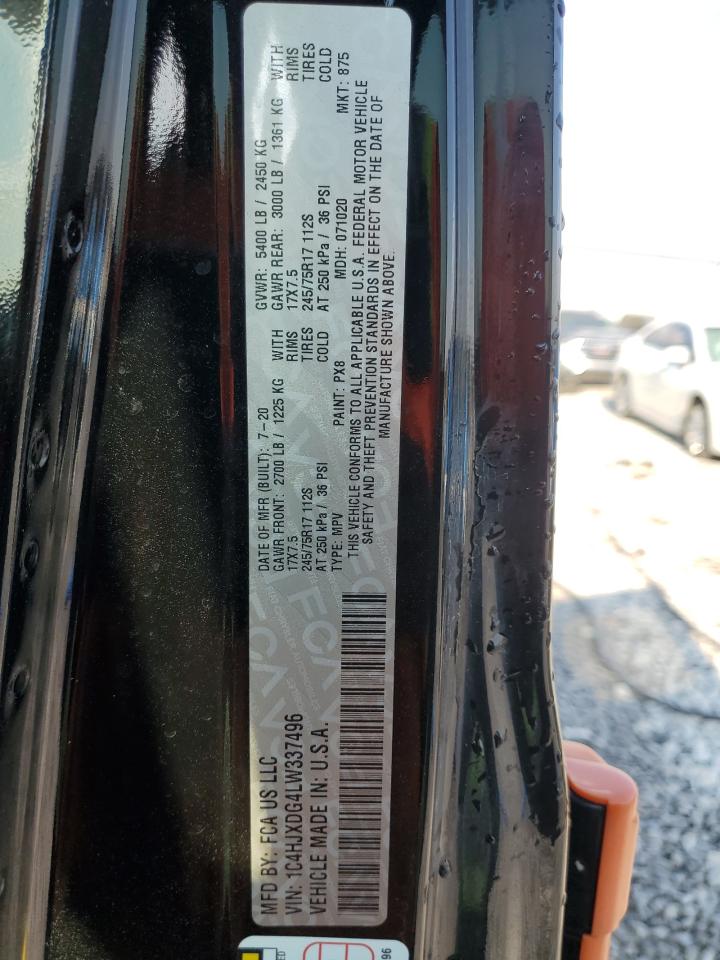 MFD BY: FCA US LLC
DATE OF MFR (BUILT): 7-20
GVWR: 5400 LB / 2450 KG
VIN: 1C4HJXDG4LW337496
GAWR FRONT: 2700 LB / 1225 KG WITH
GAWR REAR: 3000 LB / 1361 KG WITH
VEHICLE MADE IN: U.S.A.
17X7.5 RIMS
17X7.5 RIMS
245/75R17 112S TIRES
245/75R17 112S TIRES
AT 250 kPa / 36 PSI COLD
AT 250 kPa / 36 PSI COLD
TYPE: MPV PAINT: PX8 MDH: 071020 MKT: 875
THIS VEHICLE CONFORMS TO ALL APPLICABLE U.S.A. FEDERAL MOTOR VEHICLE
SAFETY AND THEFT PREVENTION STANDARDS IN EFFECT ON THE DATE OF
MANUFACTURE SHOWN ABOVE.
FCA
96